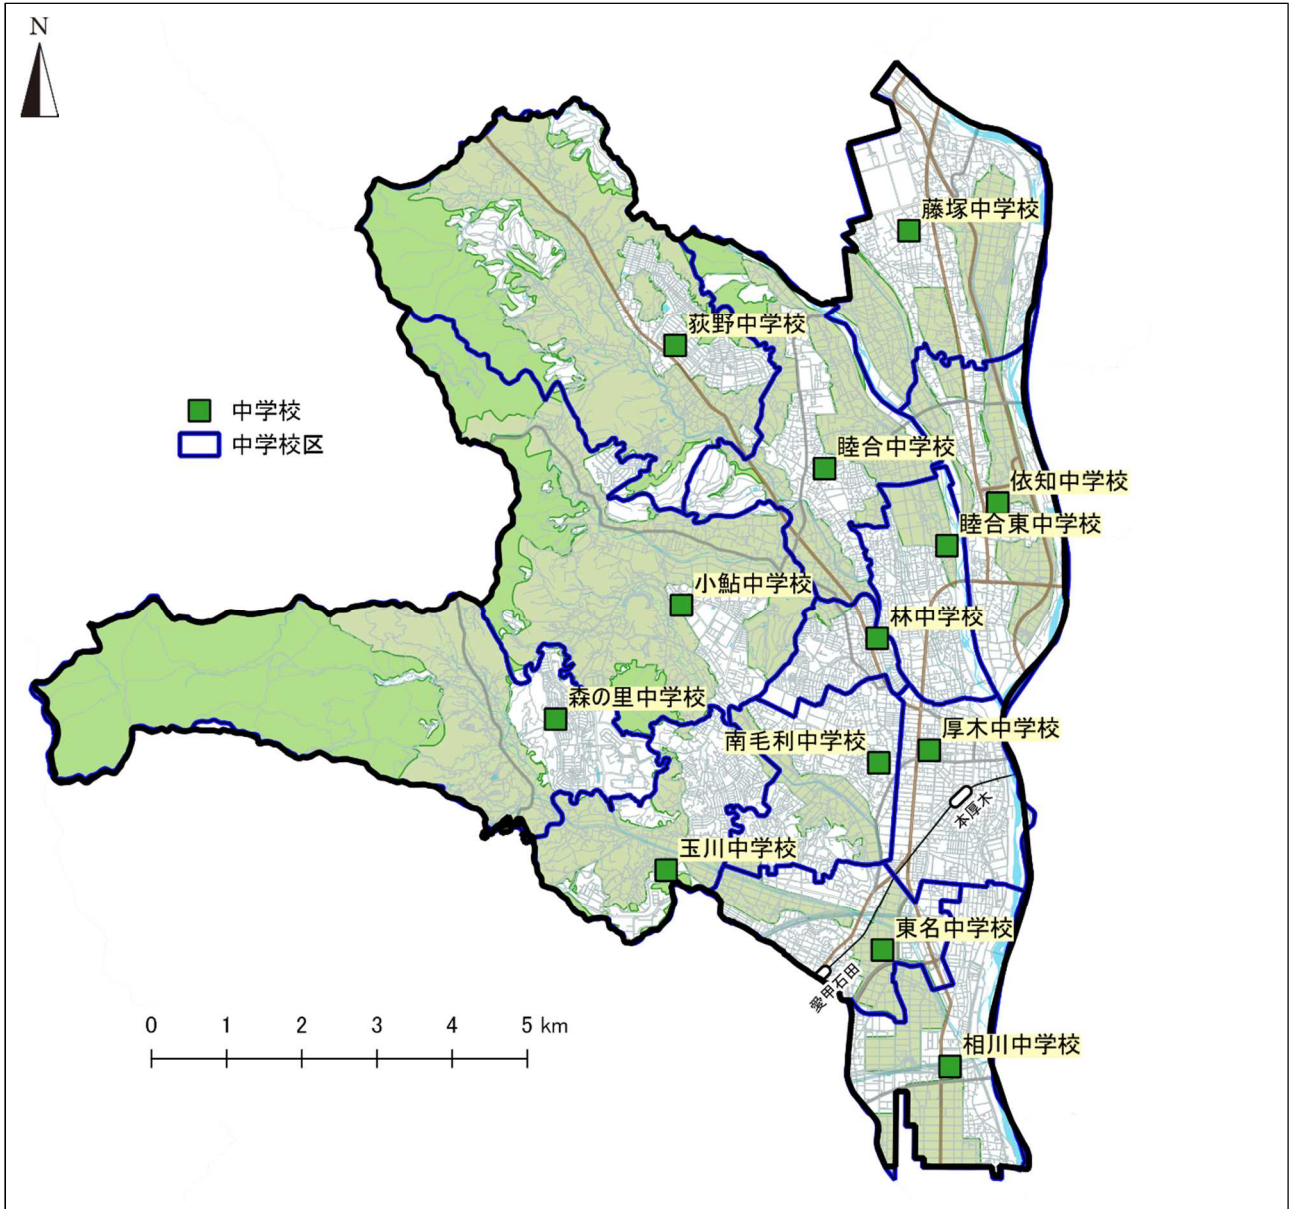 N
藤塚中学校
荻野中学校
中学校
中学校区
睦合中学校
依知中学校
睦合東中学校
小鮎中学校
林中学校
森の里中学校
南毛利中学校
厚木中学校
本厚木
玉川中学校
東名中学校
愛甲石田
0 1 2 3 4 5 km
相川中学校